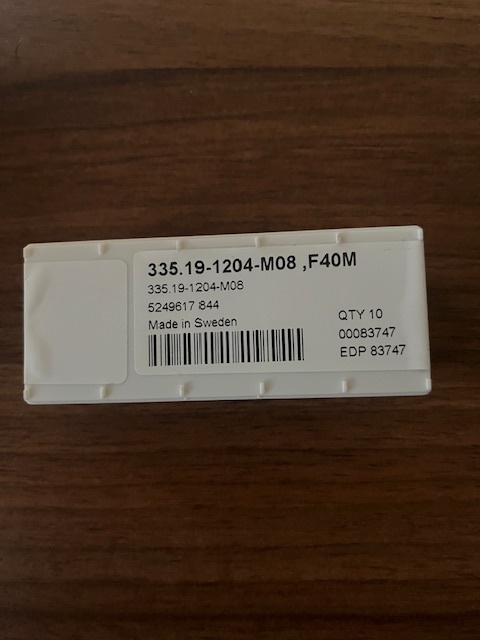 335.19-1204-M08 ,F40M
335.19-1204-M08
5249617 844
Made in Sweden
QTY 10
00083747
EDP 83747